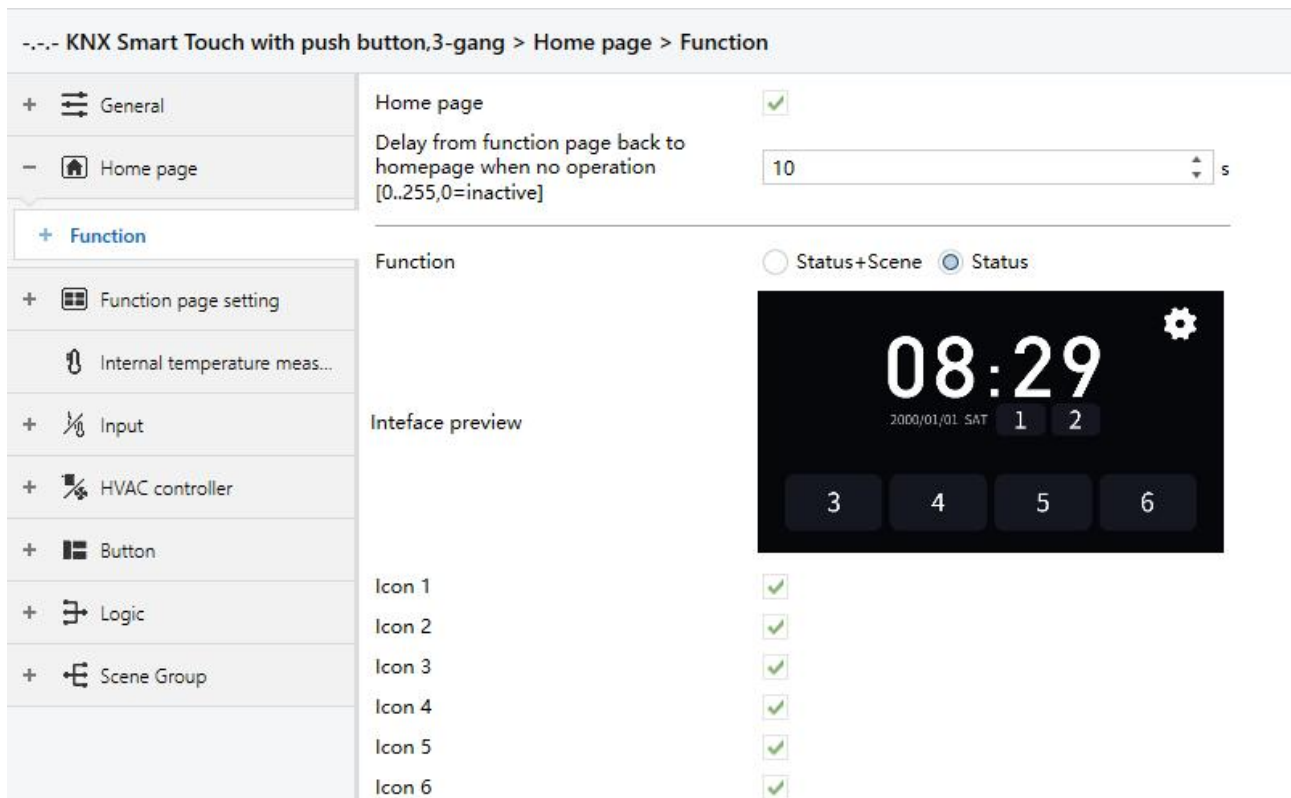 -.-.- KNX Smart Touch with push button,3-gang > Home page > Function
+ General
− Home page
+ Function
+ Function page setting
Internal temperature meas...
+ Input
+ HVAC controller
+ Button
+ Logic
+ Scene Group
Home page
Delay from function page back to
homepage when no operation
[0..255,0=inactive]
10 s
Function
Status+Scene Status
Inteface preview
08:29
2000/01/01 SAT 1 2
3 4 5 6
Icon 1
Icon 2
Icon 3
Icon 4
Icon 5
Icon 6